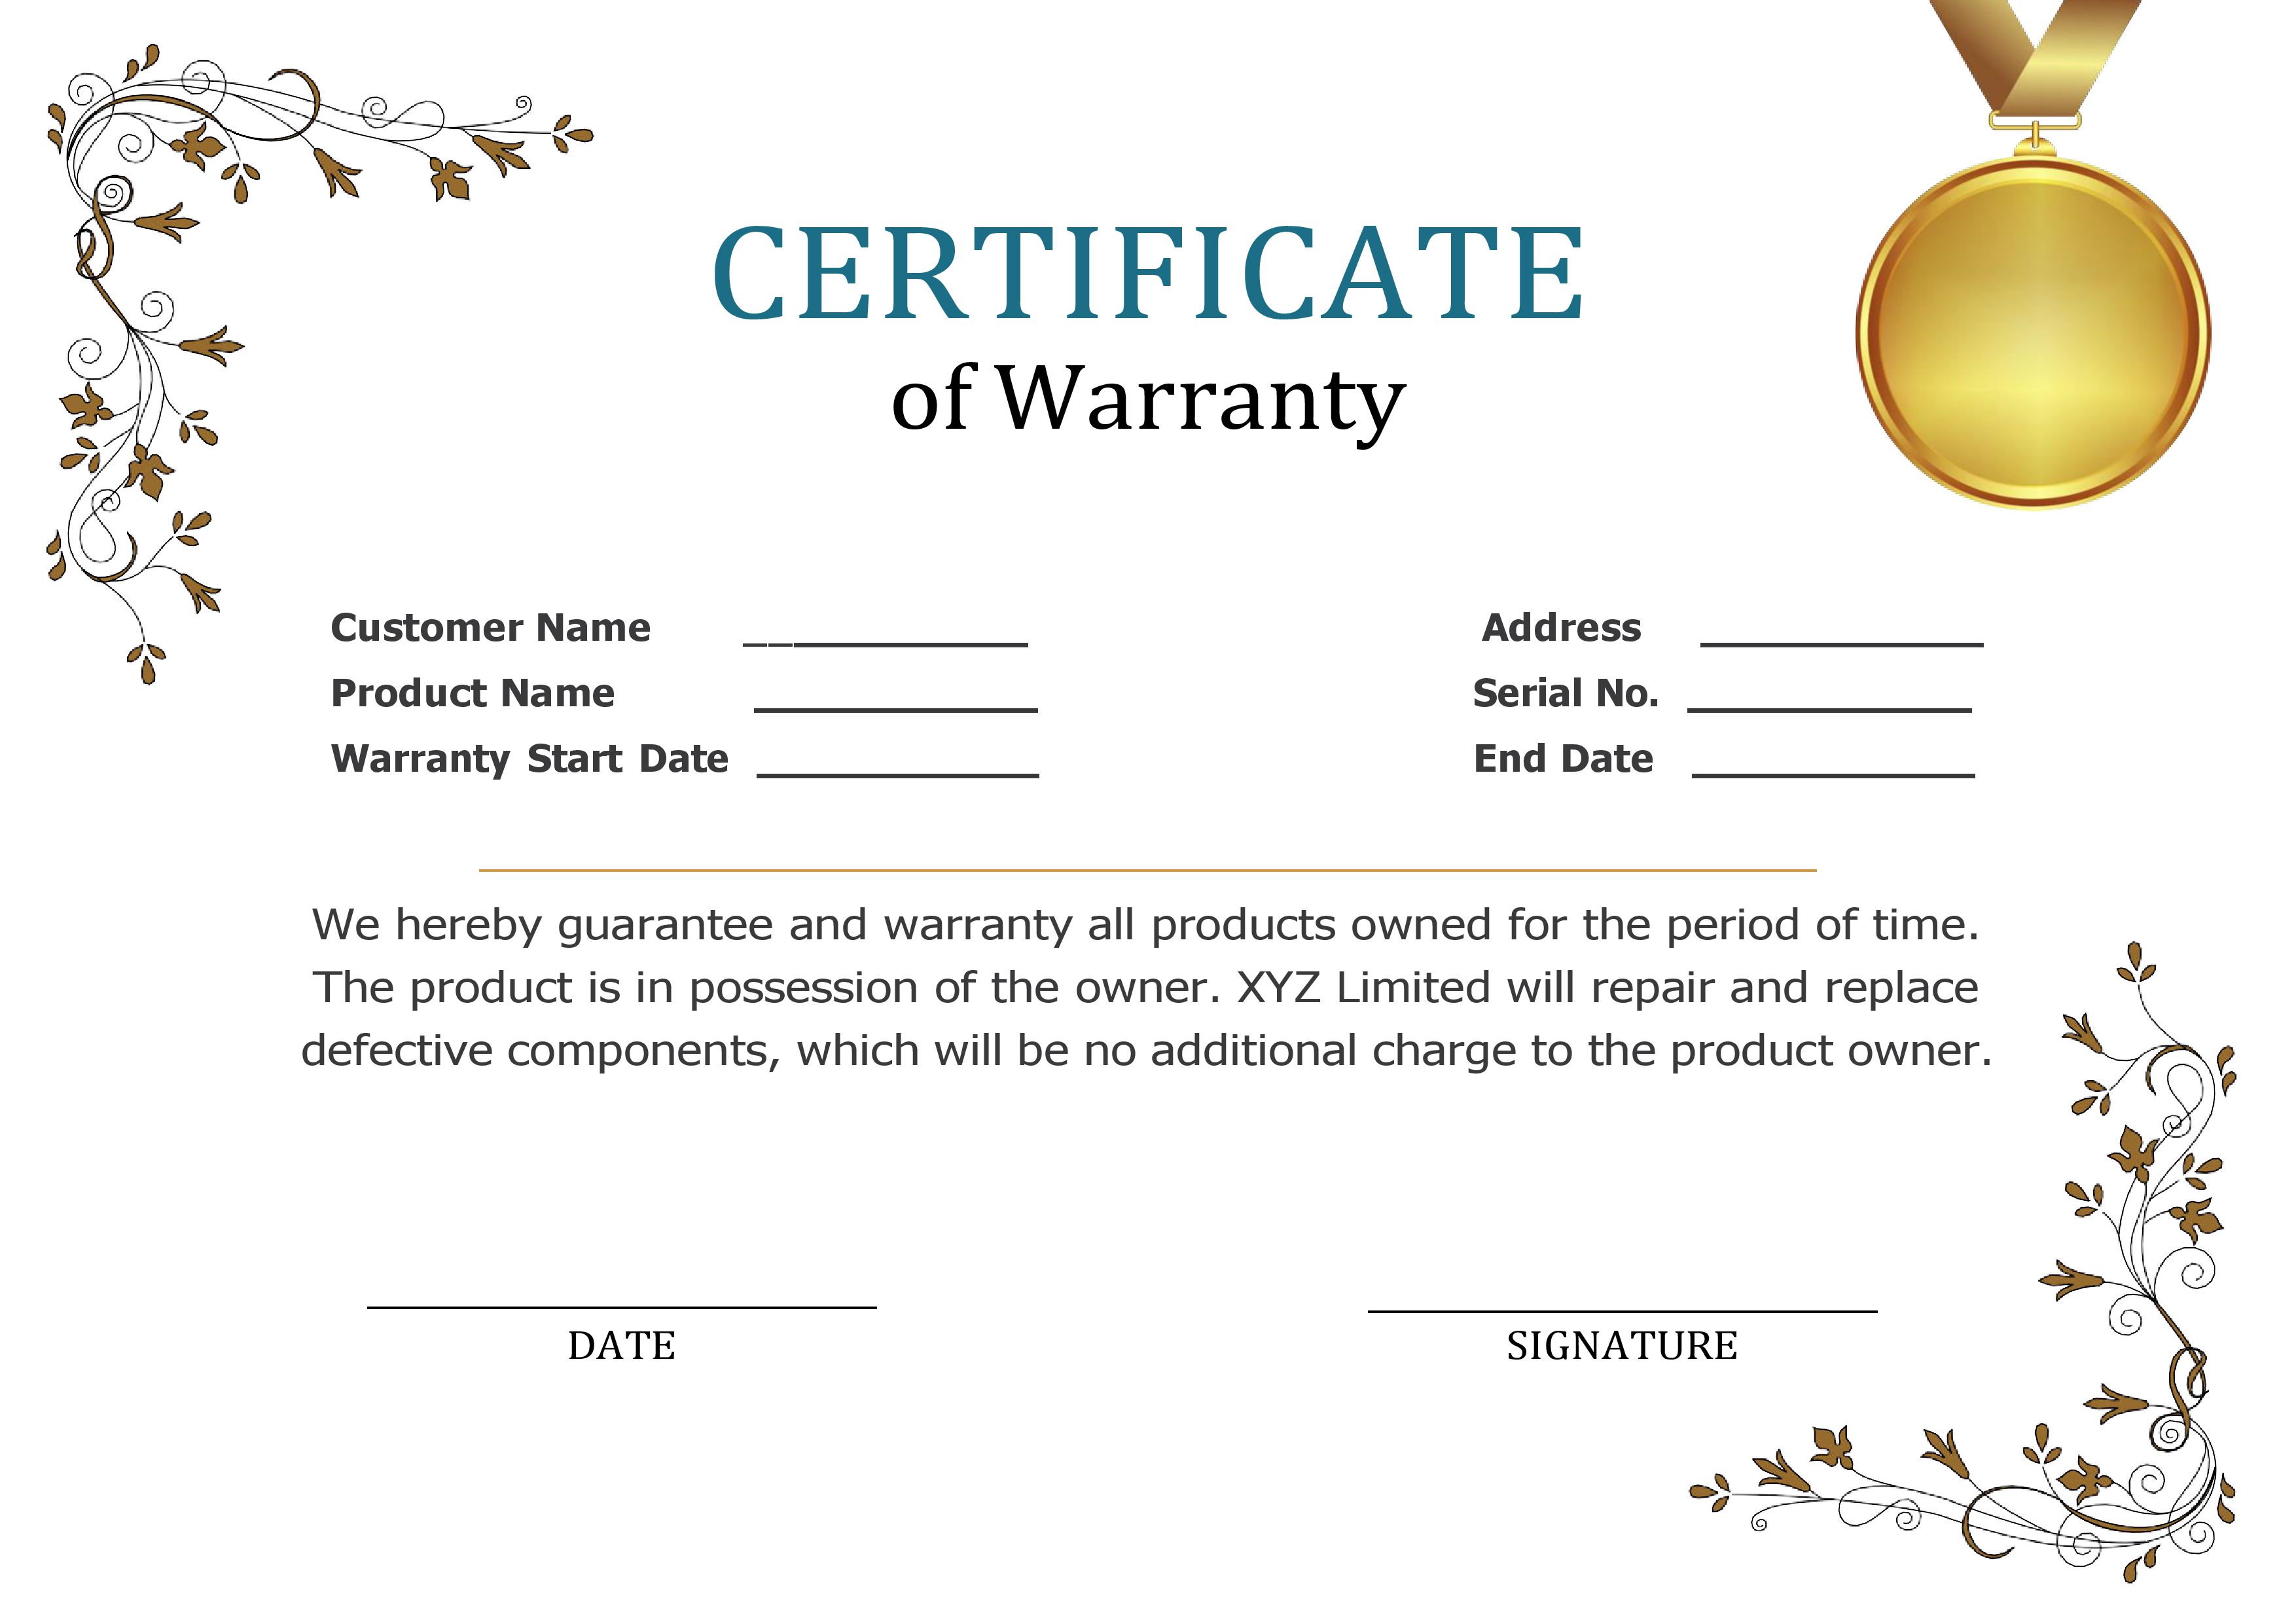 CERTIFICATE
of Warranty
Customer Name ____________ Address ____________
Product Name ____________ Serial No. ____________
Warranty Start Date ____________ End Date ____________
We hereby guarantee and warranty all products owned for the period of time.
The product is in possession of the owner. XYZ Limited will repair and replace
defective components, which will be no additional charge to the product owner.
DATE SIGNATURE